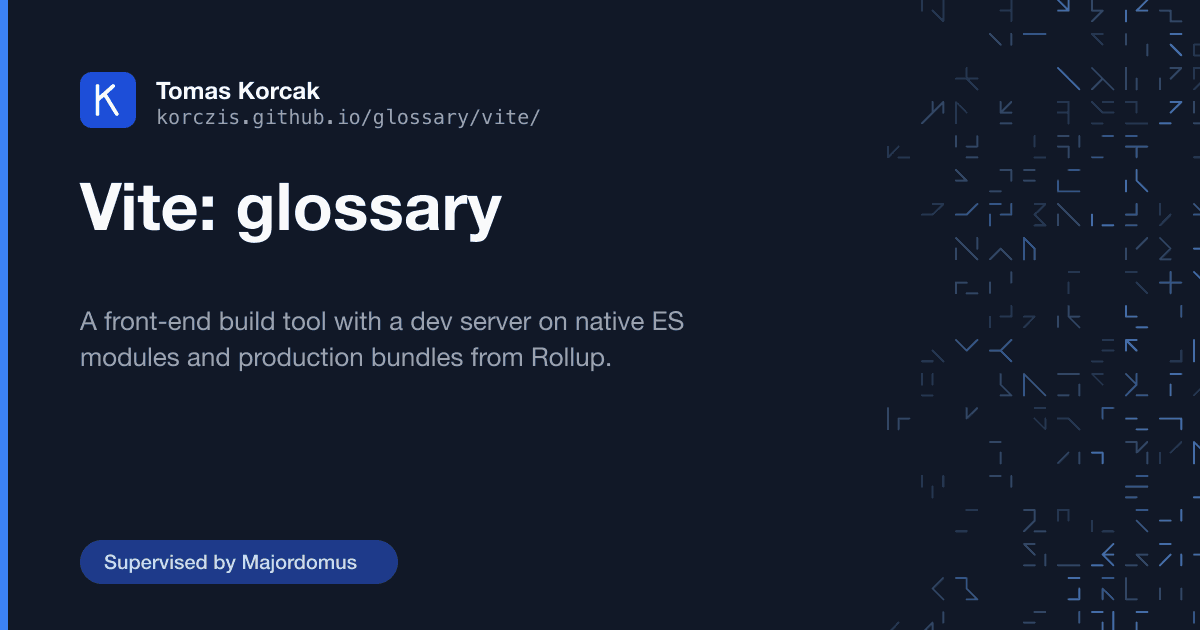 K
Tomas Korcak
korczis.github.io/glossary/vite/
Vite: glossary
A front-end build tool with a dev server on native ES
modules and production bundles from Rollup.
Supervised by Majordomus